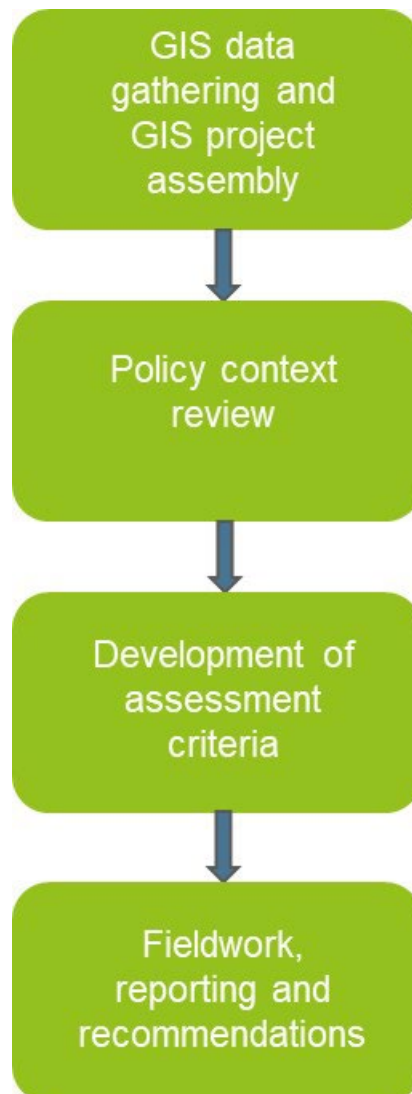 GIS data
gathering and
GIS project
assembly
Policy context
review
Development of
assessment
criteria
Fieldwork,
reporting and
recommendations